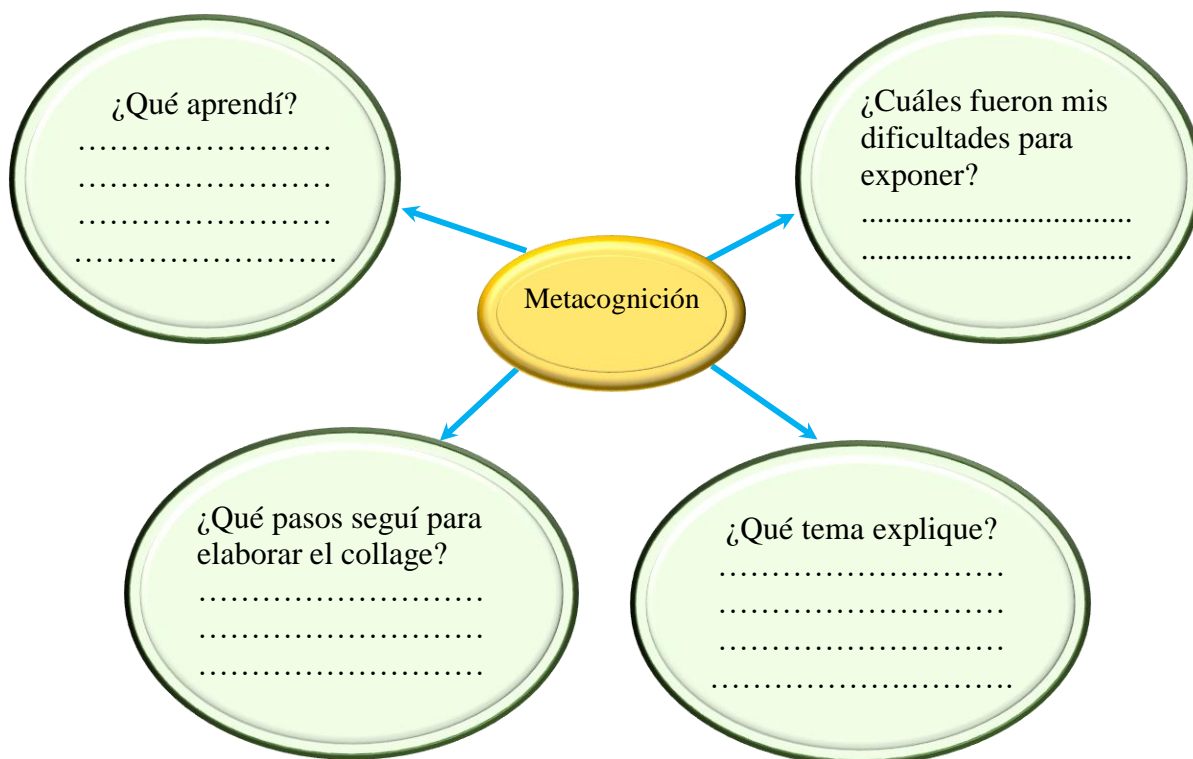 ¿Qué aprendí?
……………………
……………………
……………………
…………………….
¿Cuáles fueron mis
dificultades para
exponer?
..................................
..................................
Metacognición
¿Qué pasos seguí para
elaborar el collage?
………………………
………………………
………………………
¿Qué tema explique?
………………………
………………………
………………………
……………….……….